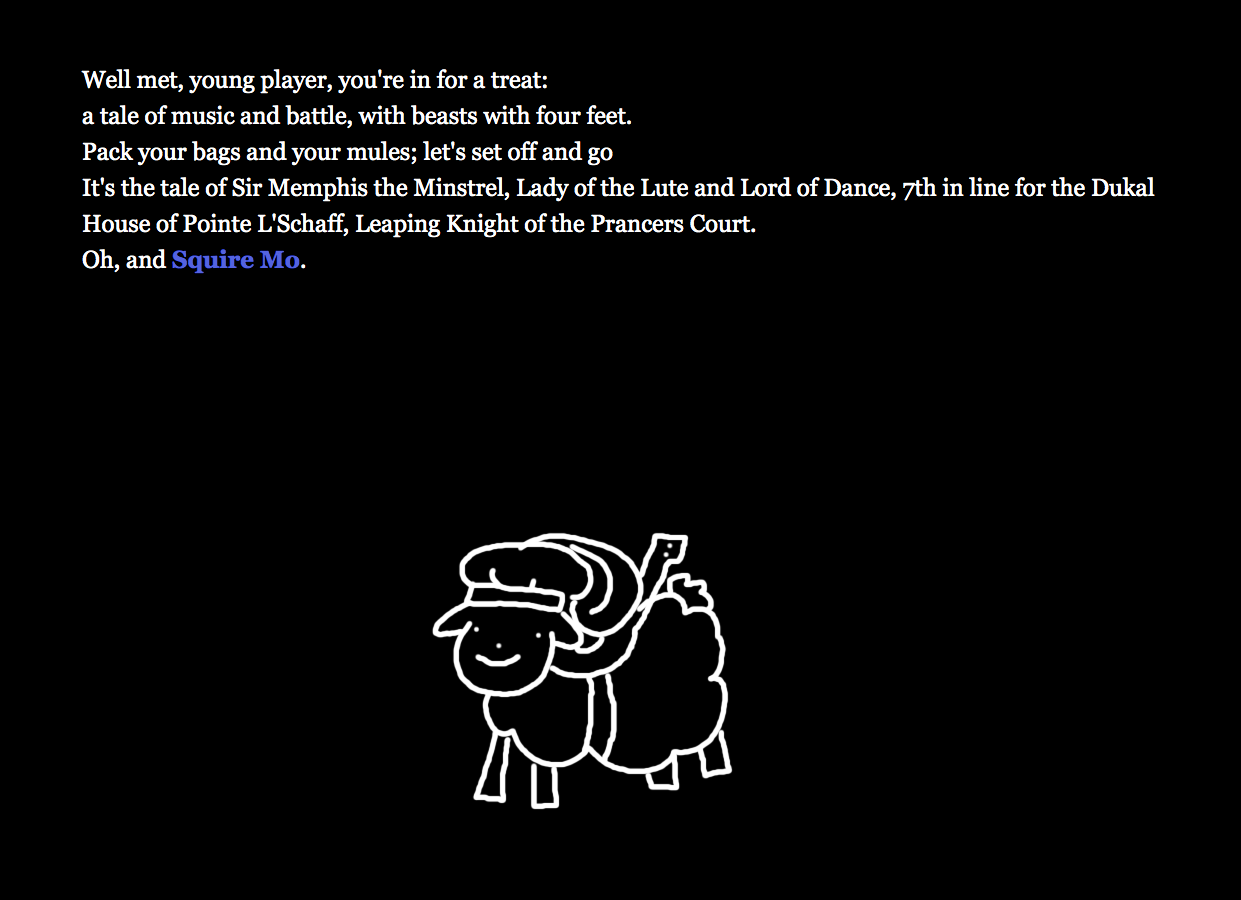 Well met, young player, you're in for a treat:
a tale of music and battle, with beasts with four feet.
Pack your bags and your mules; let's set off and go
It's the tale of Sir Memphis the Minstrel, Lady of the Lute and Lord of Dance, 7th in line for the Dukal
House of Pointe L'Schaff, Leaping Knight of the Prancers Court.
Oh, and Squire Mo.